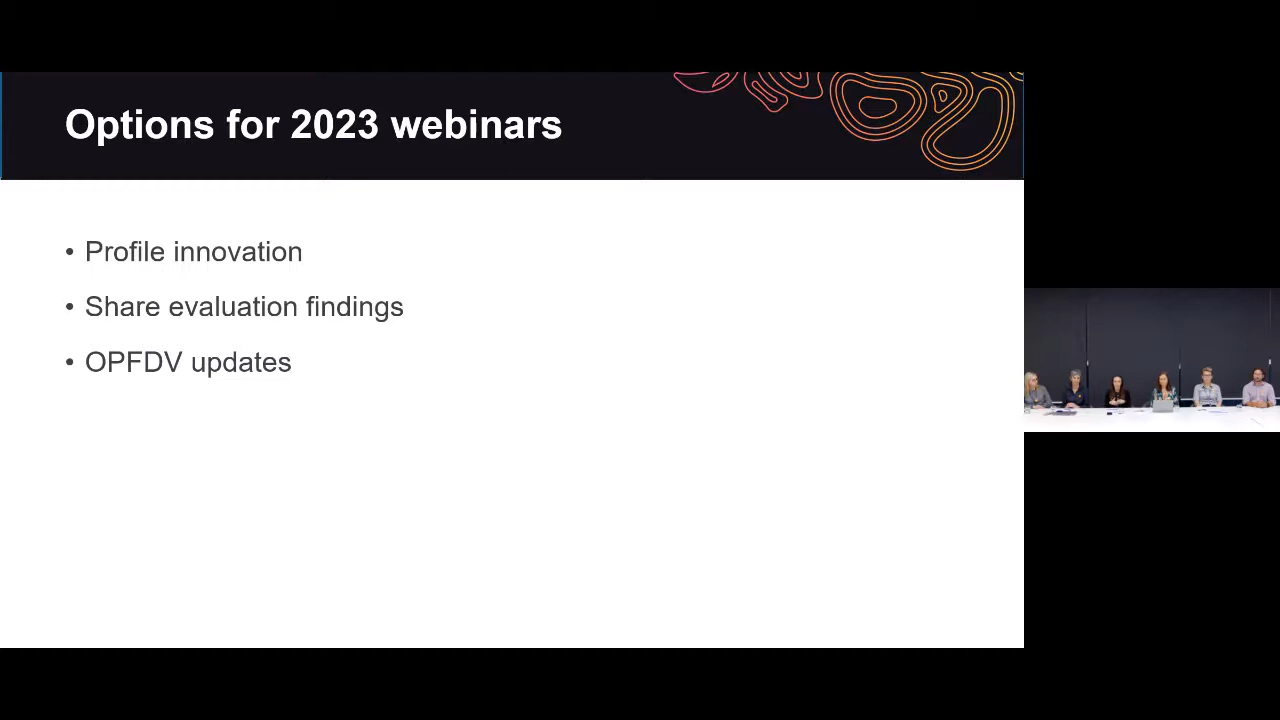 Options for 2023 webinars
• Profile innovation
• Share evaluation findings
• OPFDV updates